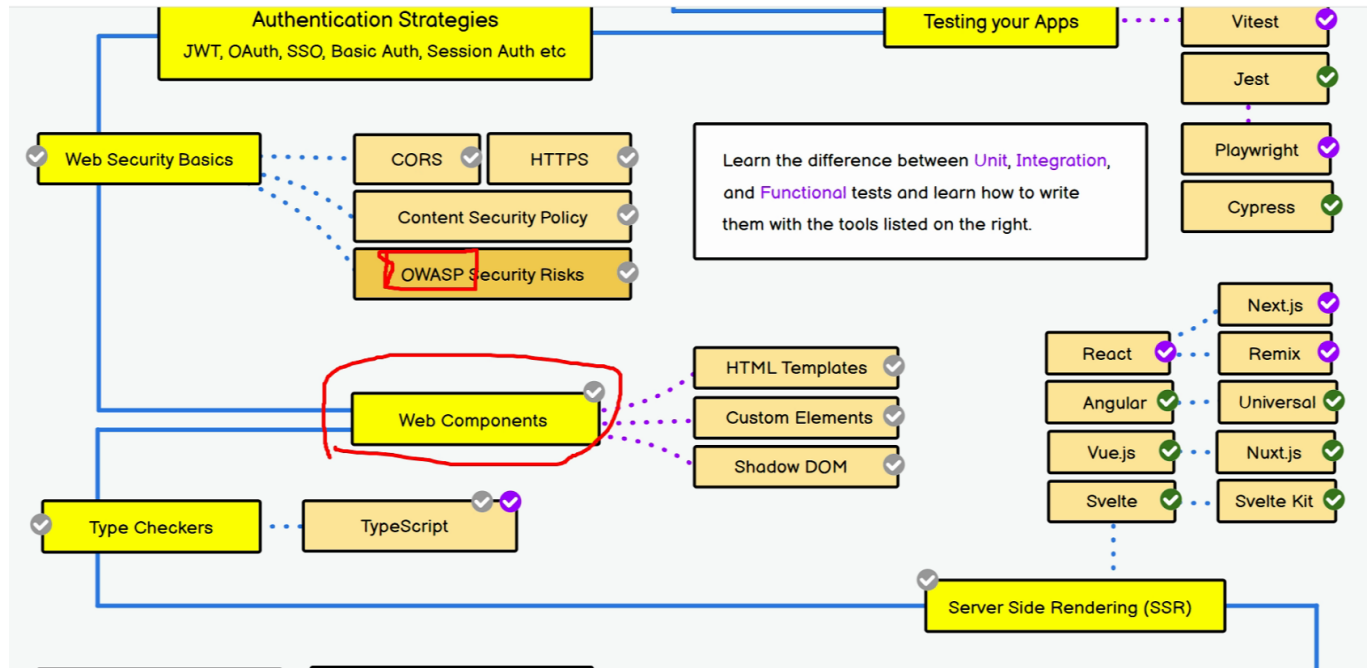 Authentication Strategies
JWT, OAuth, SSO, Basic Auth, Session Auth etc
Testing your Apps
Vitest
Jest
Playwright
Cypress
Web Security Basics
CORS
HTTPS
Content Security Policy
OWASP Security Risks
Learn the difference between Unit, Integration,
and Functional tests and learn how to write
them with the tools listed on the right.
Web Components
HTML Templates
Custom Elements
Shadow DOM
React
Next.js
Remix
Angular
Universal
Vue.js
Nuxt.js
Svelte
Svelte Kit
Type Checkers
TypeScript
Server Side Rendering (SSR)